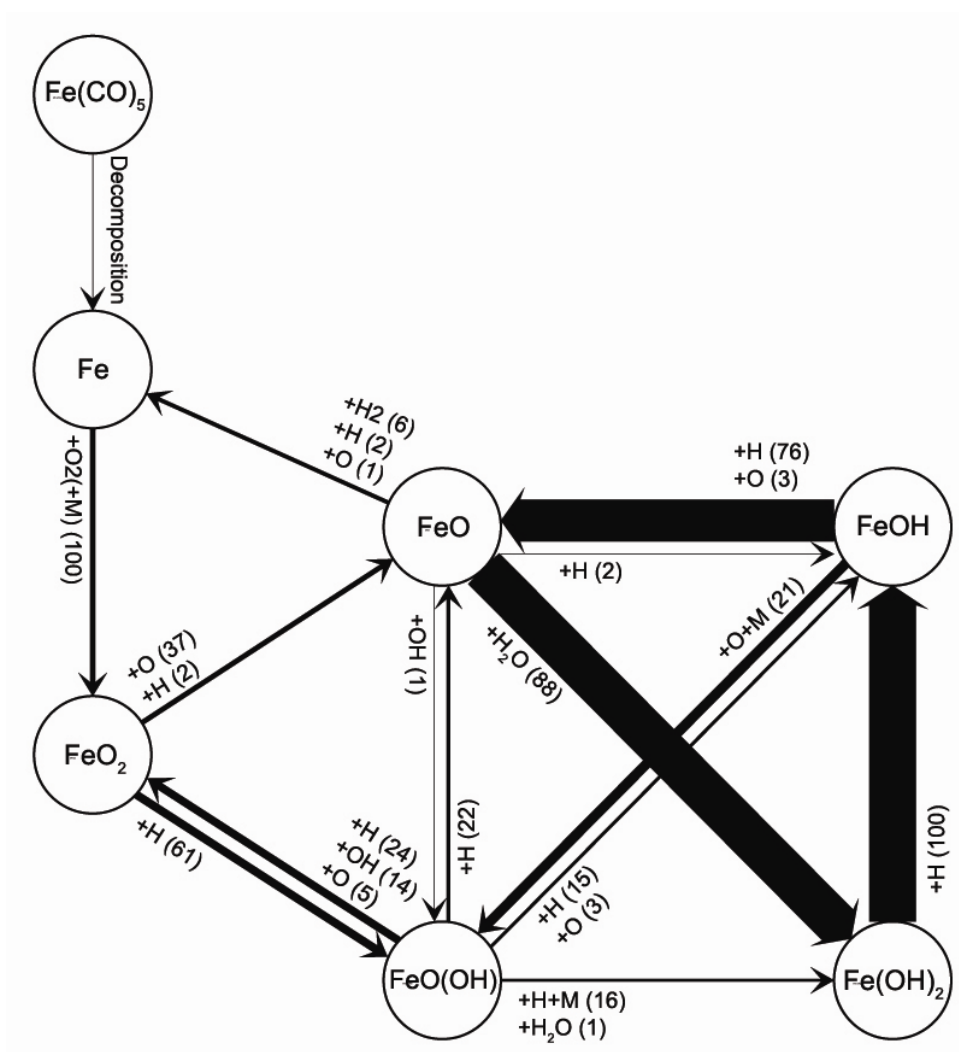 Fe(CO)₅
Decomposition
Fe
+O2(+M) (100)
+H2 (6)
+H (2)
+O (1)
FeO
+H (76)
+O (3)
FeOH
+H (2)
+O+M (21)
+OH (1)
+H₂O (88)
+O (37)
+H (2)
FeO₂
+H (61)
+H (24)
+OH (14)
+O (5)
+H (22)
+H (15)
+O (3)
+H (100)
FeO(OH)
+H+M (16)
+H₂O (1)
Fe(OH)₂